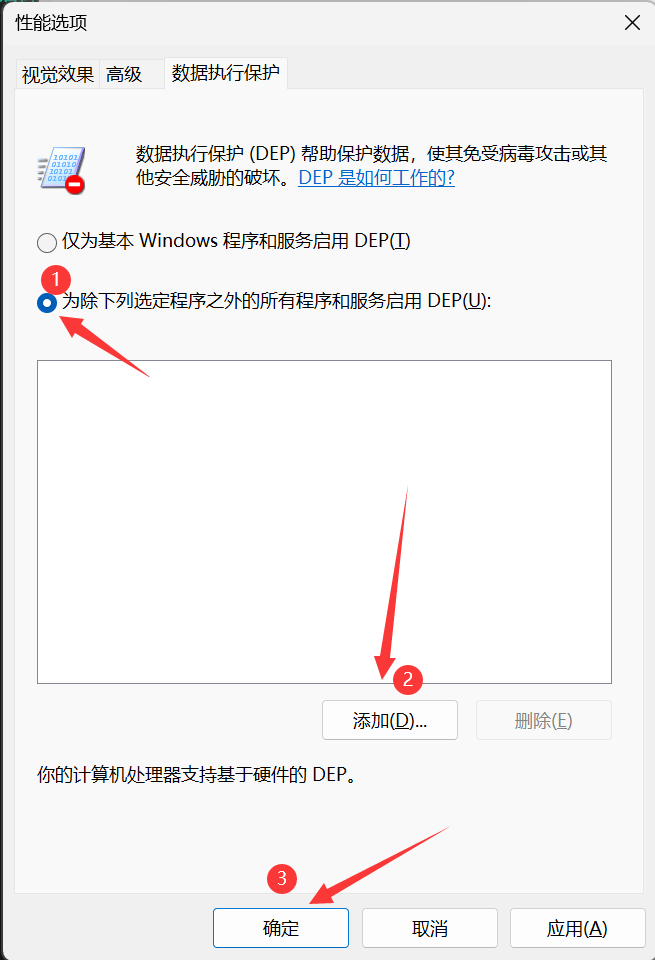 性能选项
视觉效果 高级 数据执行保护
数据执行保护 (DEP) 帮助保护数据，使其免受病毒攻击或其
他安全威胁的破坏。DEP 是如何工作的?
仅为基本 Windows 程序和服务启用 DEP(T)
1
为除下列选定程序之外的所有程序和服务启用 DEP(U):
2
添加(D)... 删除(E)
你的计算机处理器支持基于硬件的 DEP。
3
确定 取消 应用(A)